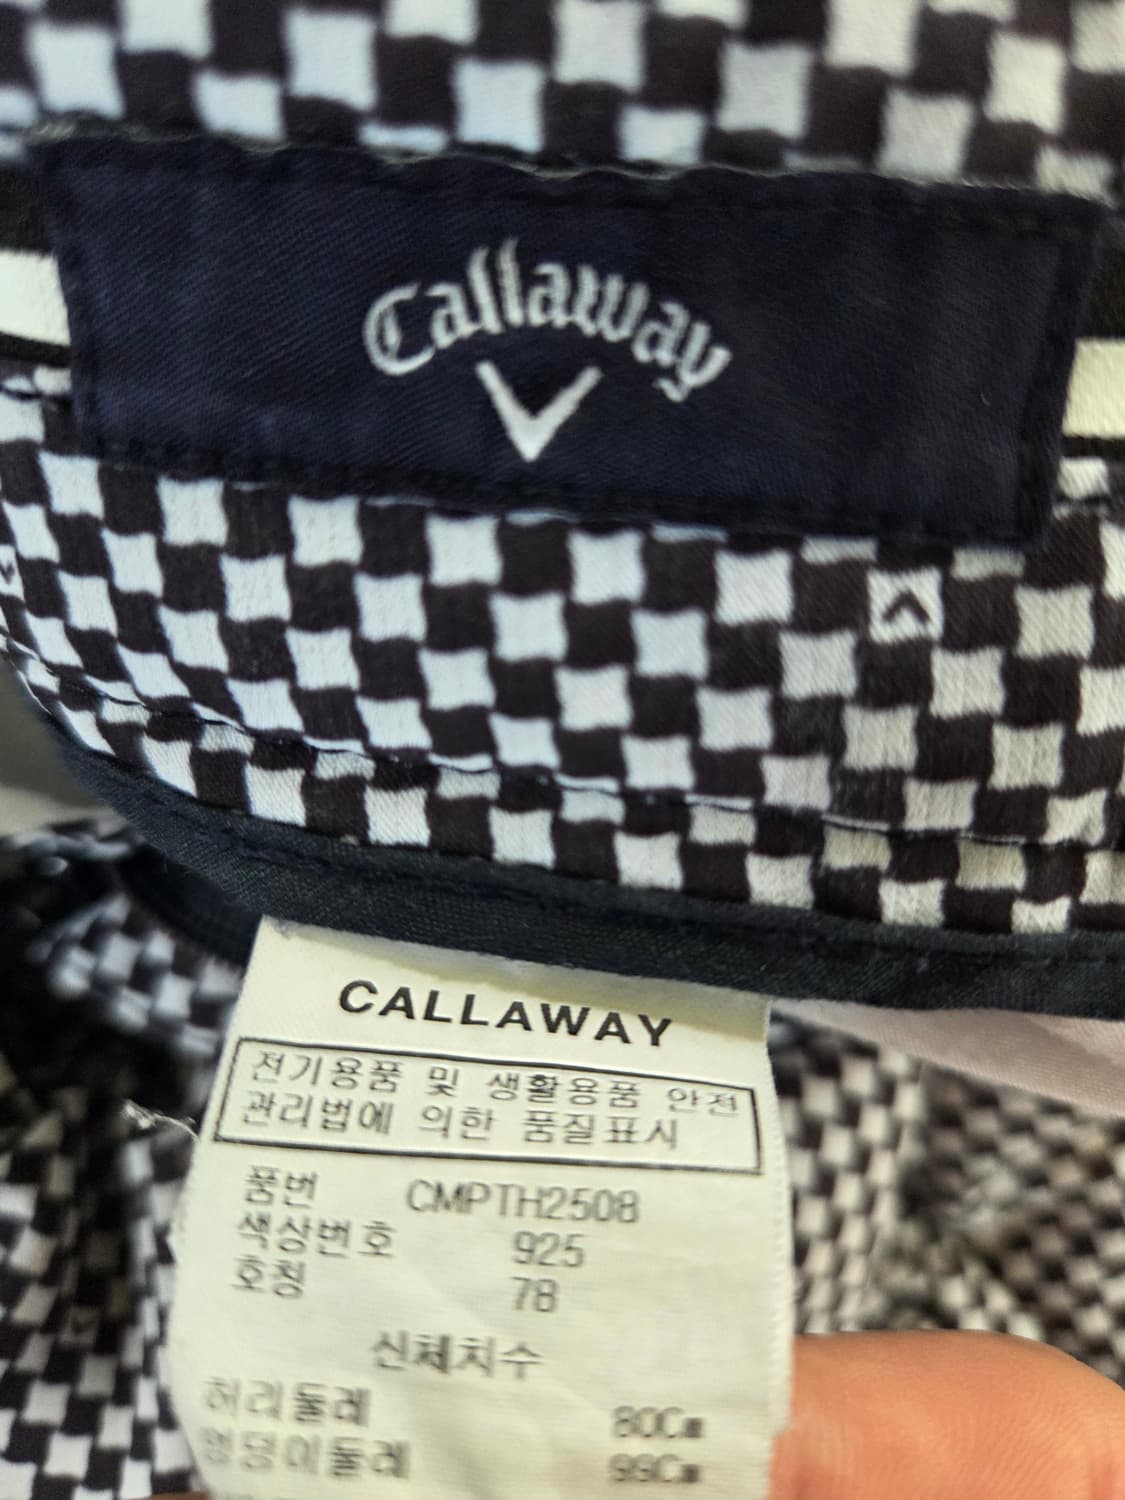 Callaway
CALLAWAY
전기용품 및 생활용품 안전
관리법에 의한 품질표시
품번 CMPTH2508
색상번호 925
호칭 78
신체치수
허리둘레 80Cm
엉덩이둘레 99Cm